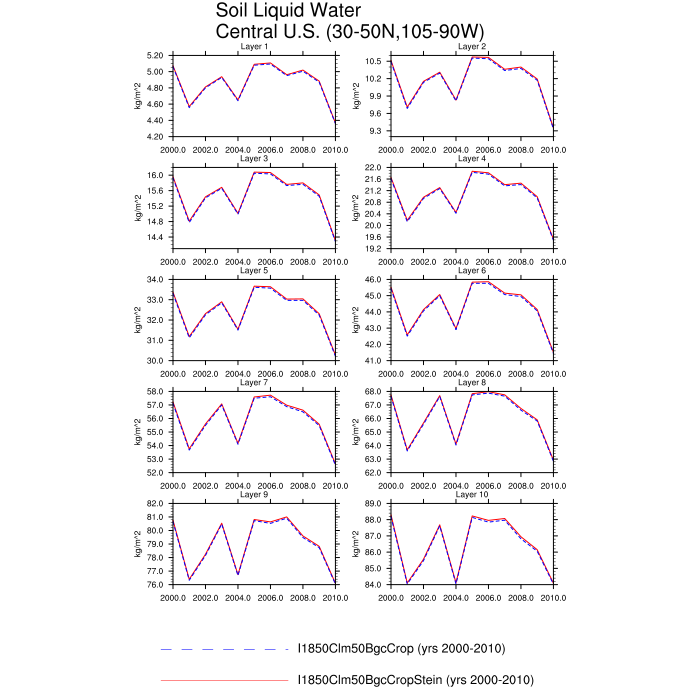 Soil Liquid Water
Central U.S. (30-50N,105-90W)
Layer 1
5.20
5.00
4.80
4.60
4.40
4.20
kg/m^2
2000.0 2002.0 2004.0 2006.0 2008.0 2010.0
Layer 2
10.5
10.2
9.9
9.6
9.3
kg/m^2
2000.0 2002.0 2004.0 2006.0 2008.0 2010.0
Layer 3
16.0
15.6
15.2
14.8
14.4
kg/m^2
2000.0 2002.0 2004.0 2006.0 2008.0 2010.0
Layer 4
22.0
21.6
21.2
20.8
20.4
20.0
19.6
19.2
kg/m^2
2000.0 2002.0 2004.0 2006.0 2008.0 2010.0
Layer 5
34.0
33.0
32.0
31.0
30.0
kg/m^2
2000.0 2002.0 2004.0 2006.0 2008.0 2010.0
Layer 6
46.0
45.0
44.0
43.0
42.0
41.0
kg/m^2
2000.0 2002.0 2004.0 2006.0 2008.0 2010.0
Layer 7
58.0
57.0
56.0
55.0
54.0
53.0
52.0
kg/m^2
2000.0 2002.0 2004.0 2006.0 2008.0 2010.0
Layer 8
68.0
67.0
66.0
65.0
64.0
63.0
62.0
kg/m^2
2000.0 2002.0 2004.0 2006.0 2008.0 2010.0
Layer 9
82.0
81.0
80.0
79.0
78.0
77.0
76.0
kg/m^2
2000.0 2002.0 2004.0 2006.0 2008.0 2010.0
Layer 10
89.0
88.0
87.0
86.0
85.0
84.0
kg/m^2
2000.0 2002.0 2004.0 2006.0 2008.0 2010.0
I1850Clm50BgcCrop (yrs 2000-2010)
I1850Clm50BgcCropStein (yrs 2000-2010)